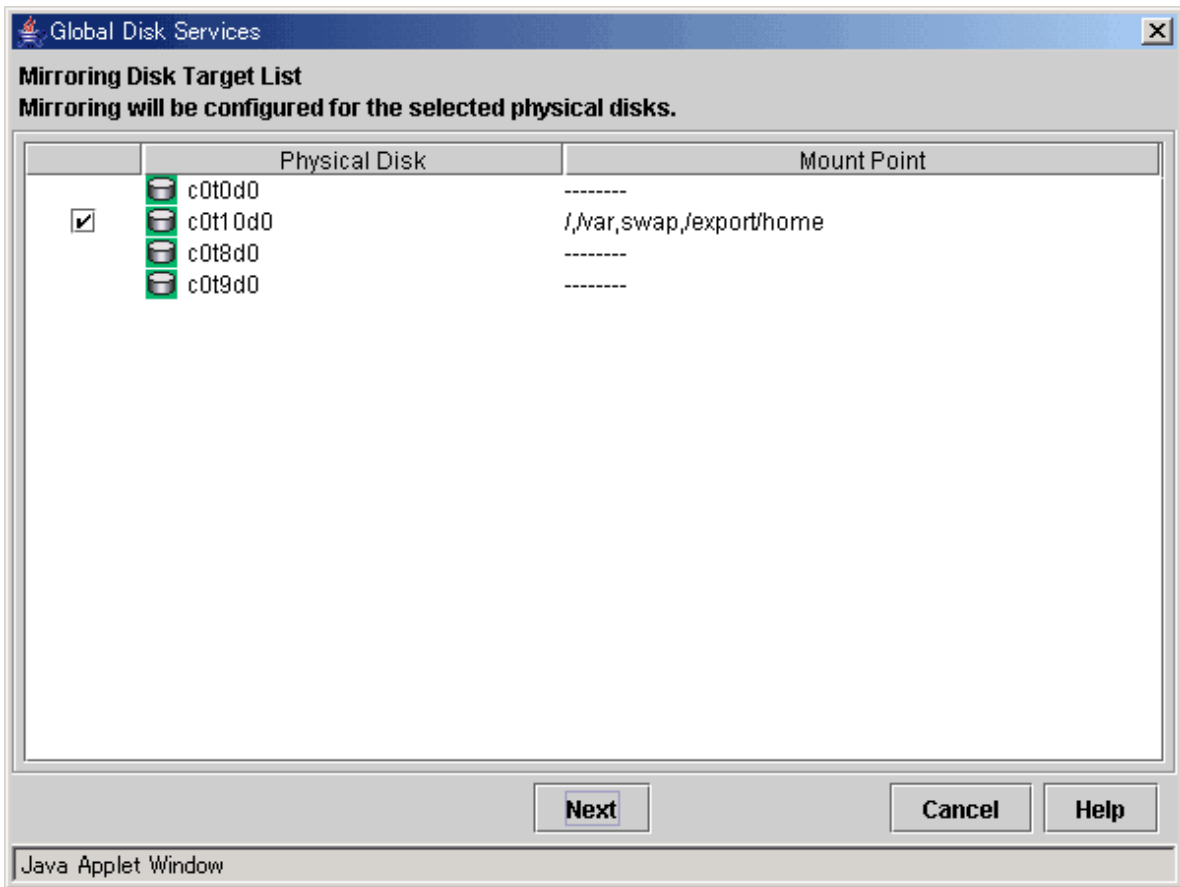 Global Disk Services
Mirroring Disk Target List
Mirroring will be configured for the selected physical disks.
Physical Disk Mount Point
c0t0d0 --------
c0t10d0 /,/var,swap,/export/home
c0t8d0 --------
c0t9d0 --------
Next Cancel Help
Java Applet Window